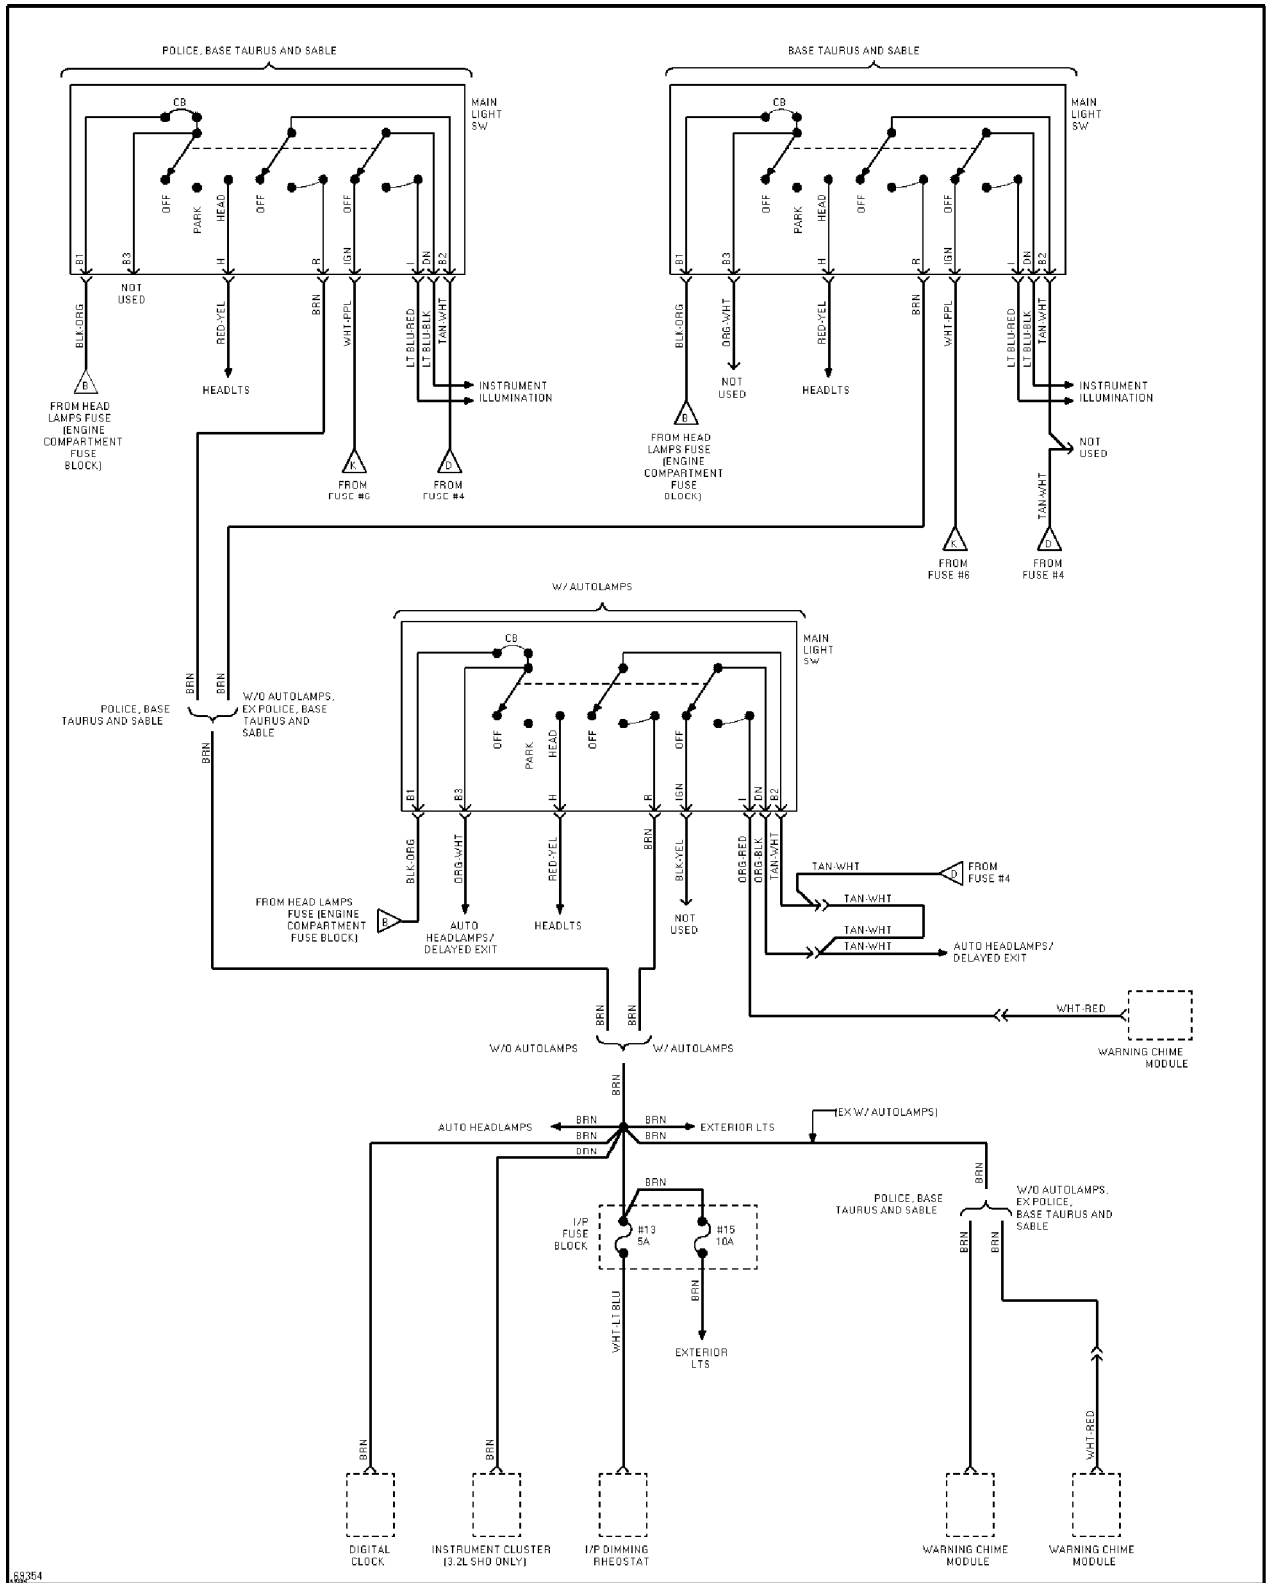 POLICE, BASE TAURUS AND SABLE
BASE TAURUS AND SABLE
CB
MAIN
LIGHT
SW
OFF
PARK
HEAD
OFF
OFF
B1
B3
H
R
IGN
I
DN
B2
NOT
USED
BLK-ORG
RED-YEL
BRN
WHT-PPL
LT BLU-RED
LT BLU-BLK
TAN-WHT
B
FROM HEAD
LAMPS FUSE
(ENGINE
COMPARTMENT
FUSE
BLOCK)
HEADLTS
INSTRUMENT
ILLUMINATION
K
FROM
FUSE #6
D
FROM
FUSE #4
CB
MAIN
LIGHT
SW
OFF
PARK
HEAD
OFF
OFF
B1
B3
H
R
IGN
I
DN
B2
BLK-ORG
ORG-WHT
RED-YEL
BRN
WHT-PPL
LT BLU-RED
LT BLU-BLK
TAN-WHT
NOT
USED
HEADLTS
INSTRUMENT
ILLUMINATION
B
FROM HEAD
LAMPS FUSE
(ENGINE
COMPARTMENT
FUSE
BLOCK)
NOT
USED
TAN-WHT
K
FROM
FUSE #6
D
FROM
FUSE #4
W/ AUTOLAMPS
CB
MAIN
LIGHT
SW
OFF
PARK
HEAD
OFF
OFF
B1
B3
H
R
IGN
I
DN
B2
BRN
BRN
POLICE, BASE
TAURUS AND SABLE
W/O AUTOLAMPS,
EX POLICE, BASE
TAURUS AND
SABLE
BRN
BLK-ORG
ORG-WHT
RED-YEL
BRN
BLK-YEL
ORG-RED
ORG-BLK
TAN-WHT
TAN-WHT
D
FROM
FUSE #4
TAN-WHT
TAN-WHT
TAN-WHT
AUTO HEADLAMPS/
DELAYED EXIT
FROM HEAD LAMPS
FUSE (ENGINE
COMPARTMENT
FUSE BLOCK)
B
AUTO
HEADLAMPS/
DELAYED EXIT
HEADLTS
NOT
USED
BRN
BRN
WHT-RED
WARNING CHIME
MODULE
W/O AUTOLAMPS
W/ AUTOLAMPS
BRN
AUTO HEADLAMPS
BRN
BRN
EXTERIOR LTS
(EX W/ AUTOLAMPS)
BRN
BRN
BRN
BRN
BRN
POLICE, BASE
TAURUS AND SABLE
W/O AUTOLAMPS,
EX POLICE,
BASE TAURUS AND
SABLE
I/P
FUSE
BLOCK
#13
5A
#15
10A
BRN
BRN
WHT-LT BLU
BRN
EXTERIOR
LTS
BRN
BRN
WHT-RED
DIGITAL
CLOCK
INSTRUMENT CLUSTER
(3.2L SHO ONLY)
I/P DIMMING
RHEOSTAT
WARNING CHIME
MODULE
WARNING CHIME
MODULE
69354